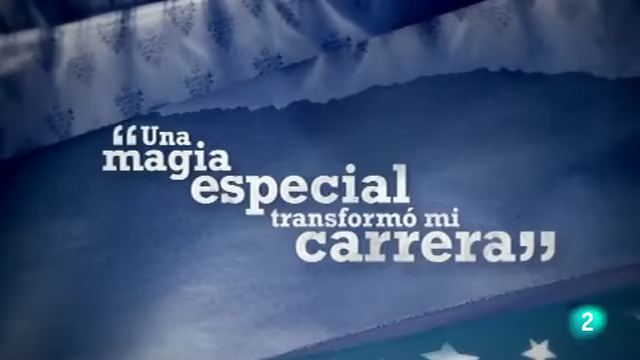 “Una
magia
especial
transformó mi
carrera”
2